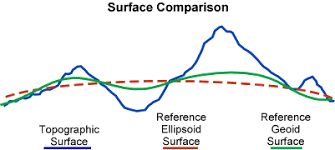 Surface Comparison
Topographic
Surface
Reference
Ellipsoid
Surface
Reference
Geoid
Surface